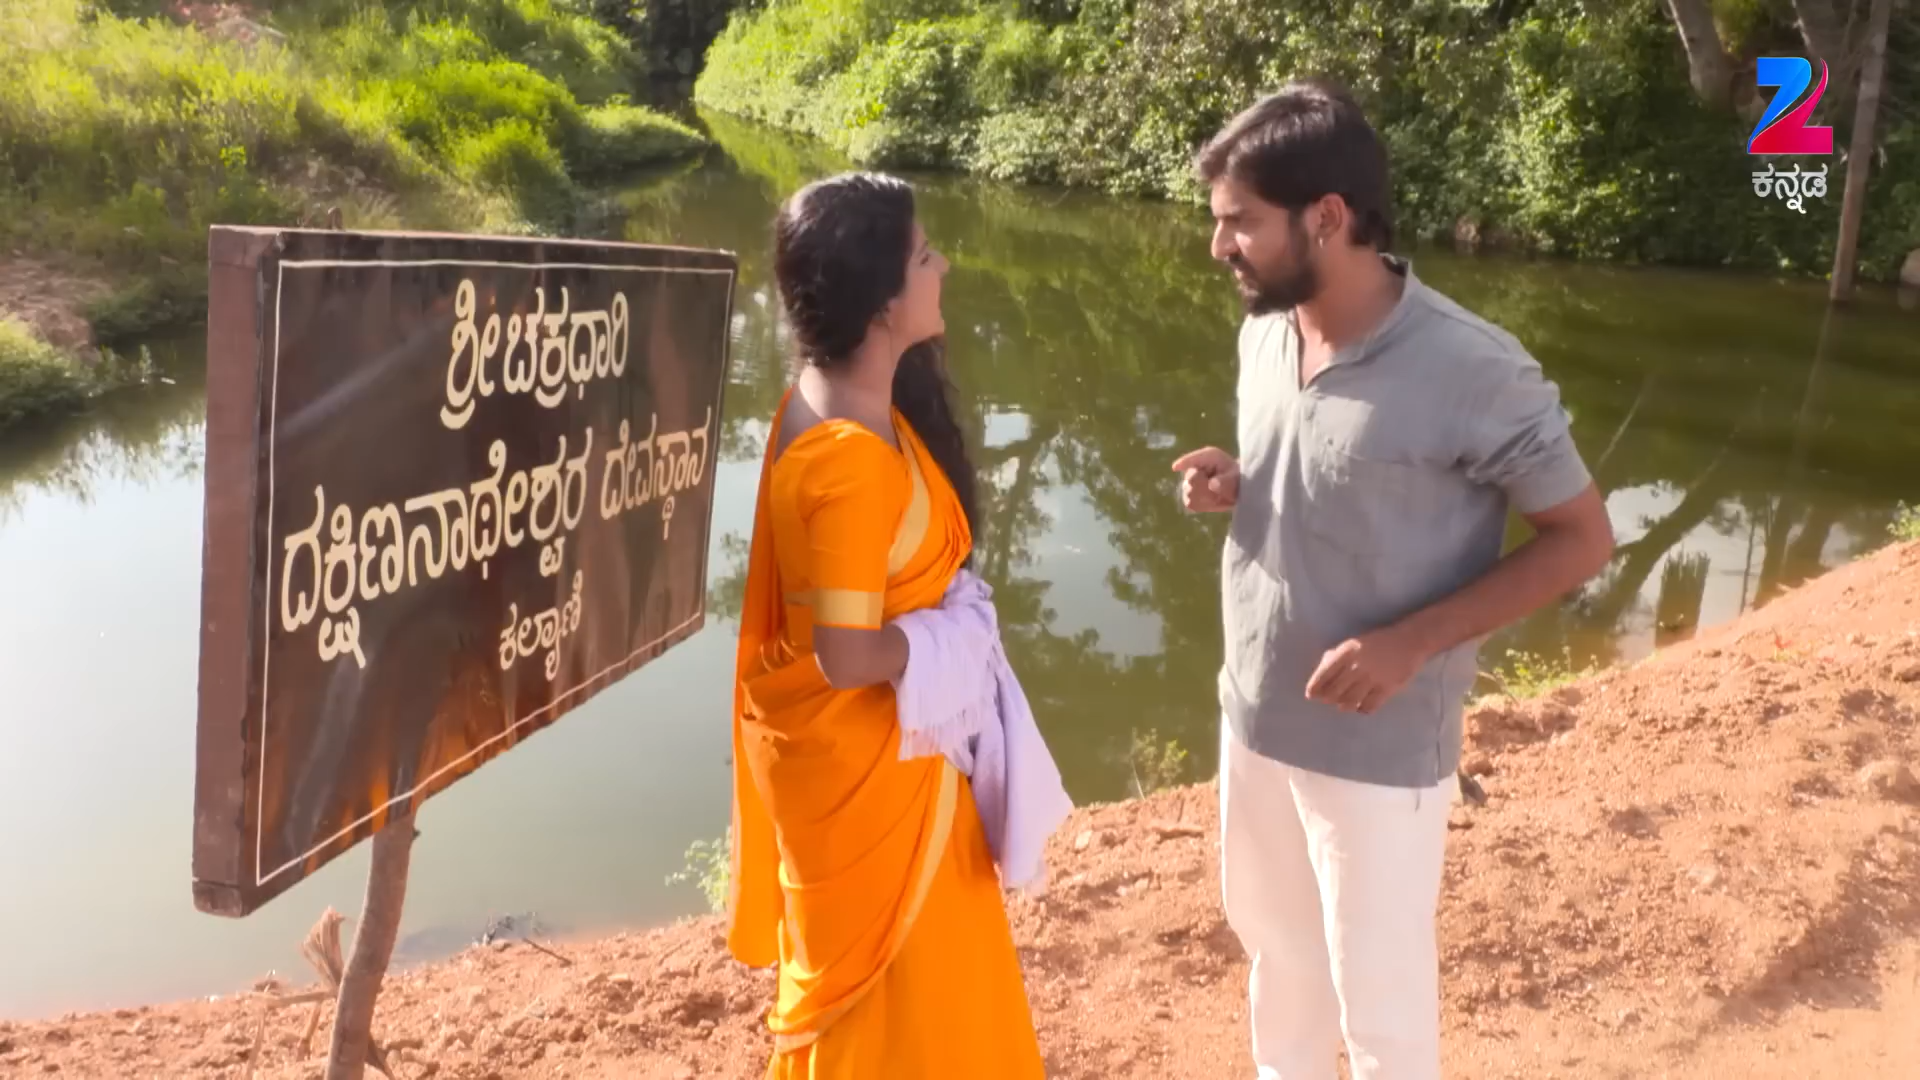 ಶ್ರೀ ಚಕ್ರಧಾರಿ
ದಕ್ಷಿಣನಾಥೇಶ್ವರ ದೇವಸ್ಥಾನ
ಕಲ್ಯಾಣಿ
ಕನ್ನಡ